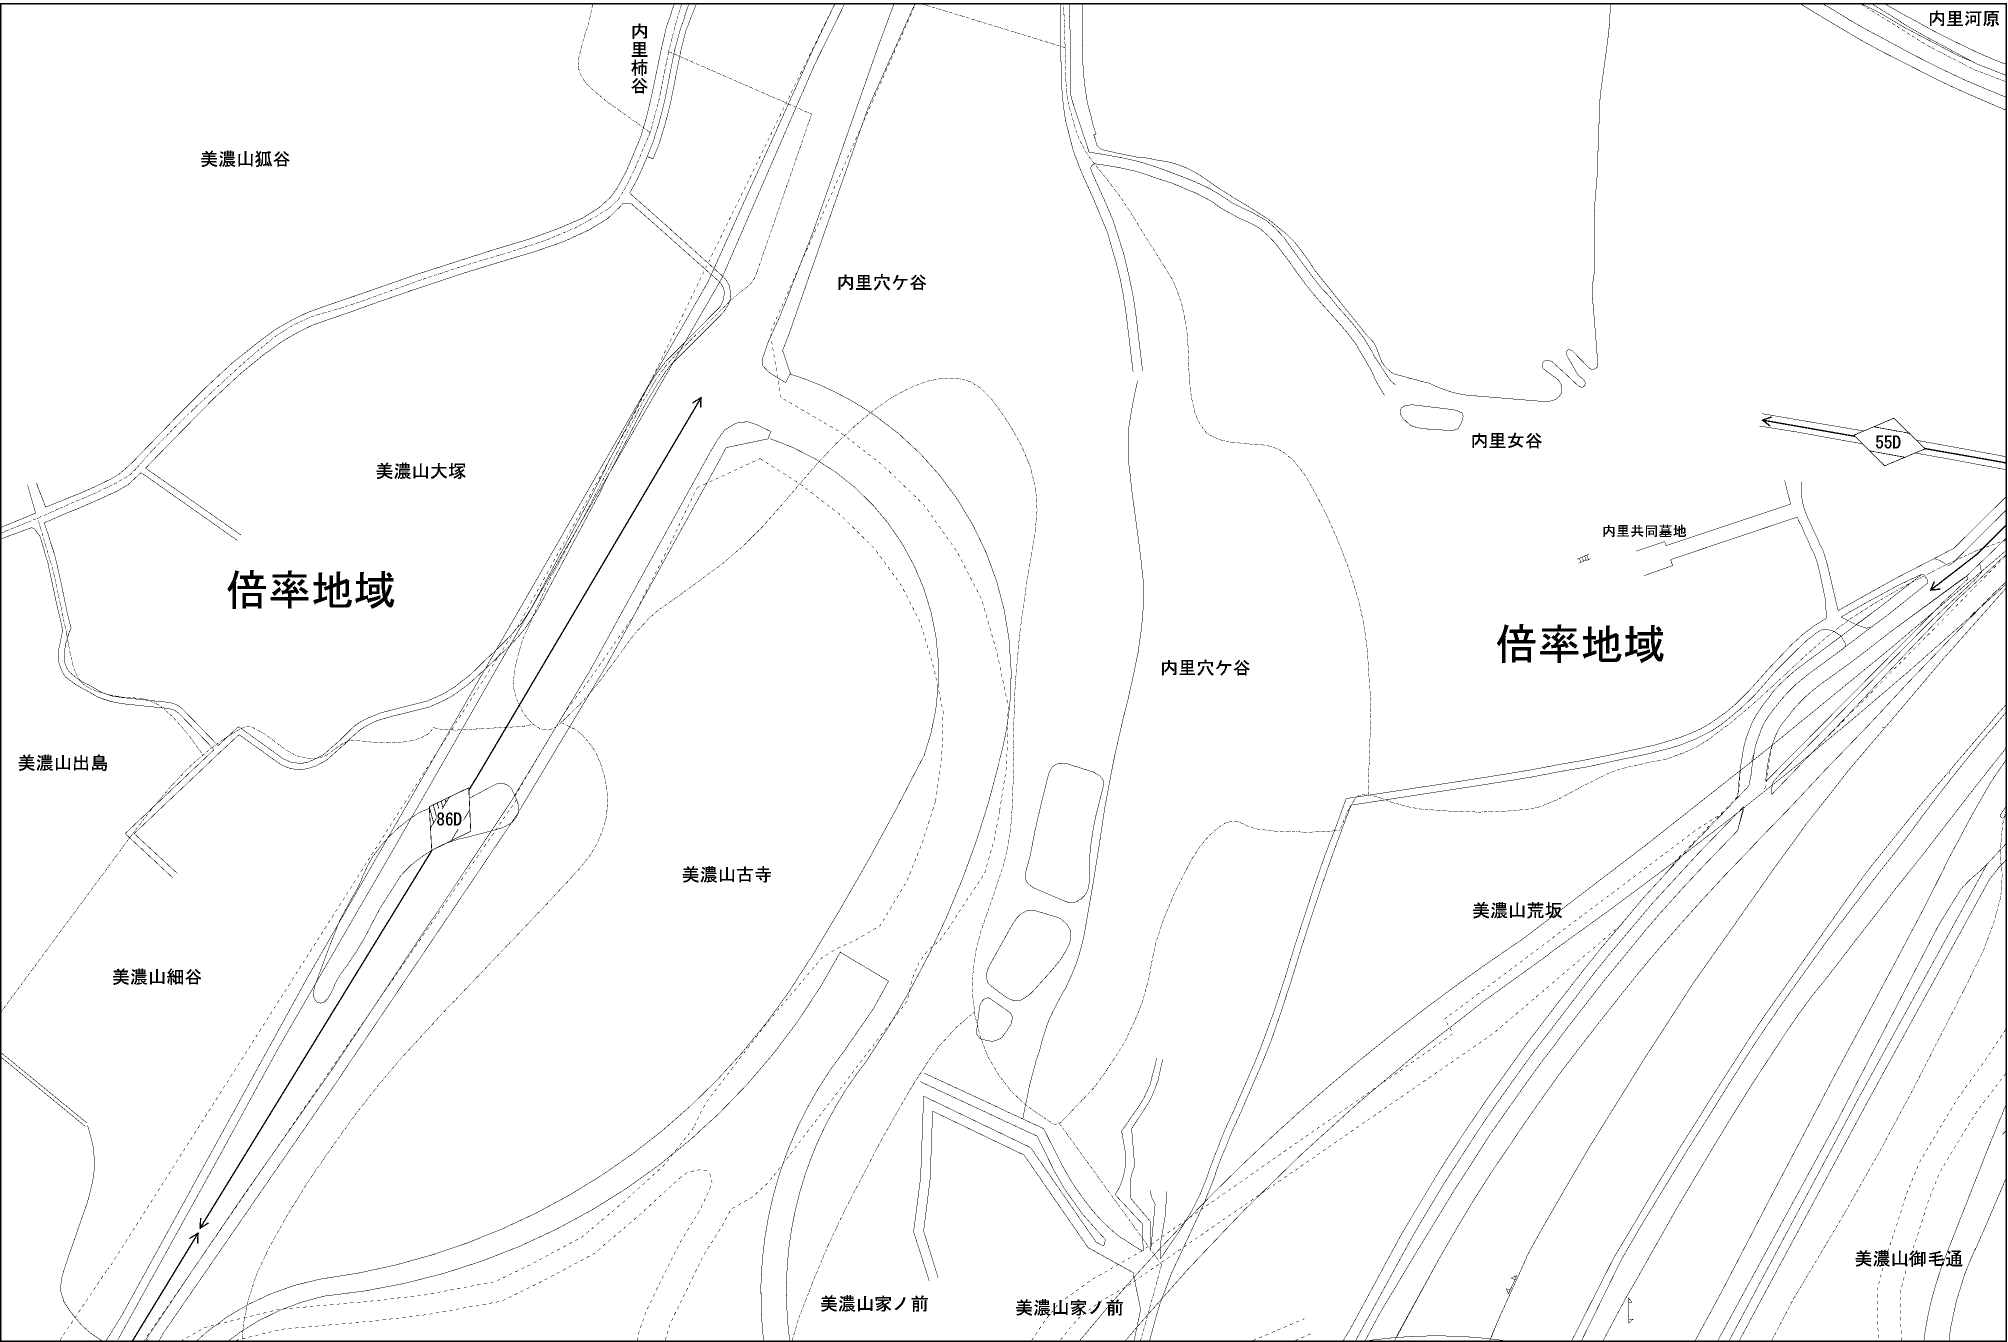 内里河原
内里柿谷
美濃山狐谷
内里穴ケ谷
内里女谷
55D
美濃山大塚
内里共同墓地
倍率地域
倍率地域
内里穴ケ谷
美濃山出島
86D
美濃山古寺
美濃山荒坂
美濃山細谷
美濃山御毛通
美濃山家ノ前
美濃山家ノ前